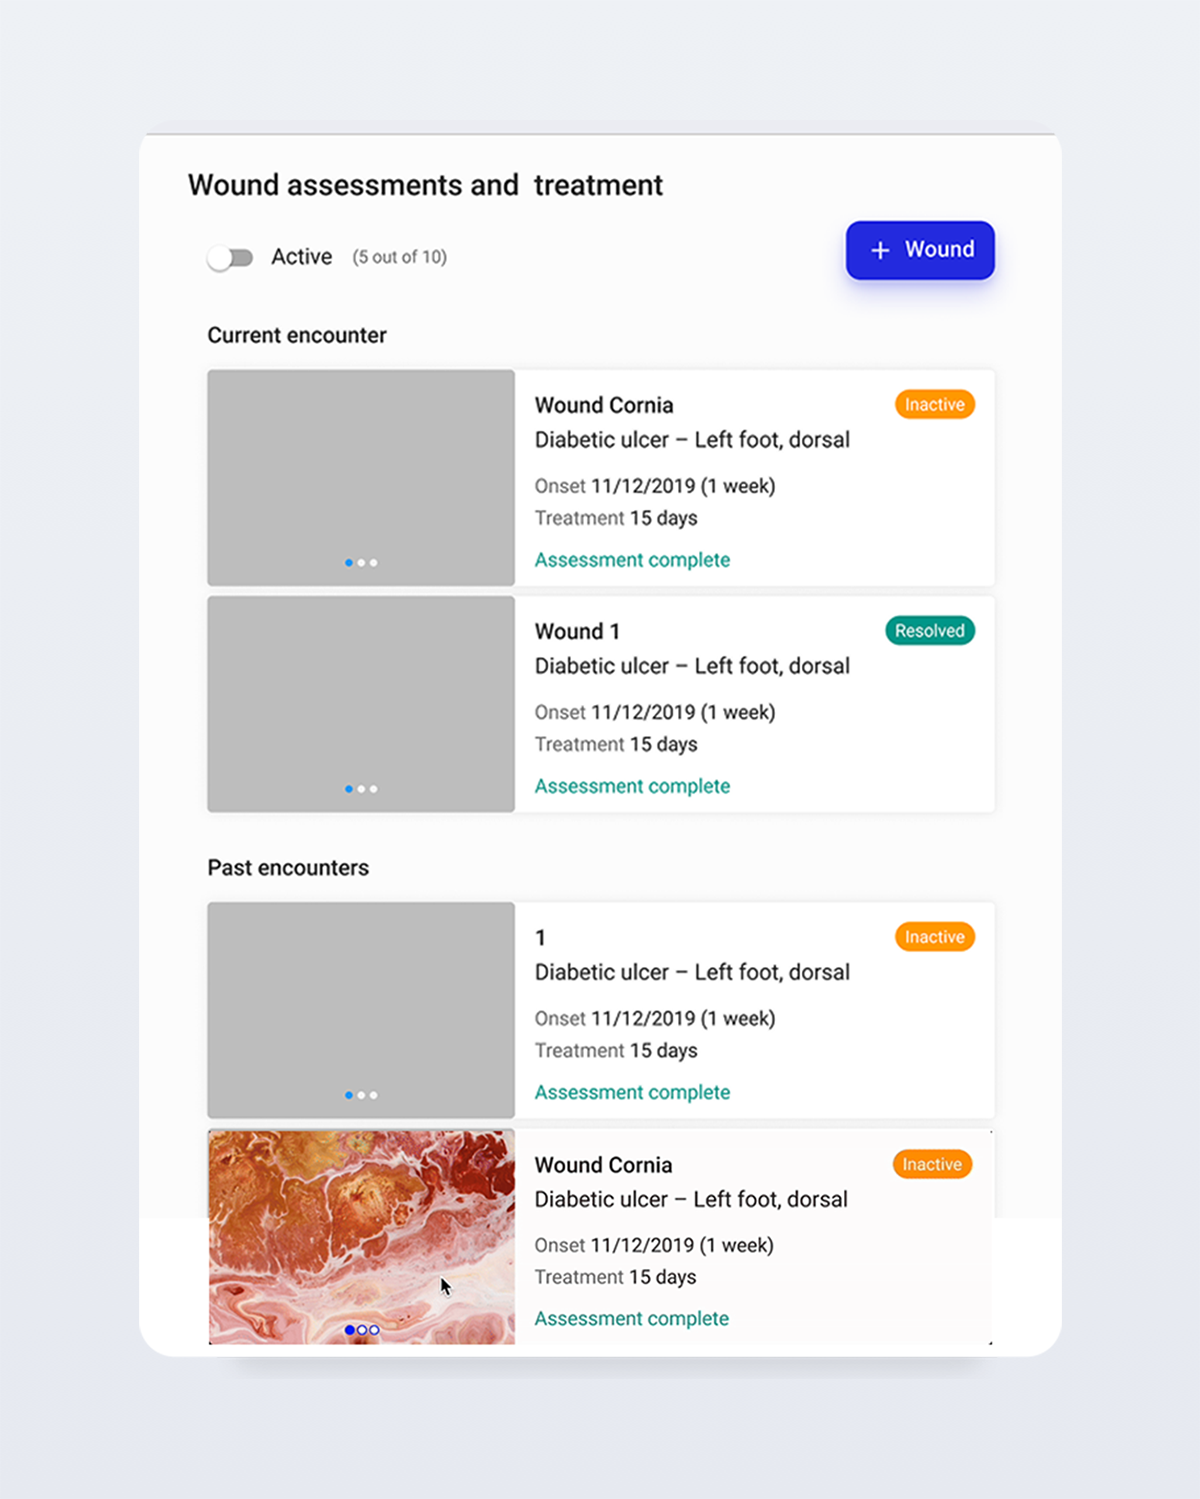 Wound assessments and  treatment
Active (5 out of 10)
+ Wound
Current encounter
Wound Cornia
Inactive
Diabetic ulcer – Left foot, dorsal
Onset 11/12/2019 (1 week)
Treatment 15 days
Assessment complete
Wound 1
Resolved
Diabetic ulcer – Left foot, dorsal
Onset 11/12/2019 (1 week)
Treatment 15 days
Assessment complete
Past encounters
1
Inactive
Diabetic ulcer – Left foot, dorsal
Onset 11/12/2019 (1 week)
Treatment 15 days
Assessment complete
Wound Cornia
Inactive
Diabetic ulcer – Left foot, dorsal
Onset 11/12/2019 (1 week)
Treatment 15 days
Assessment complete